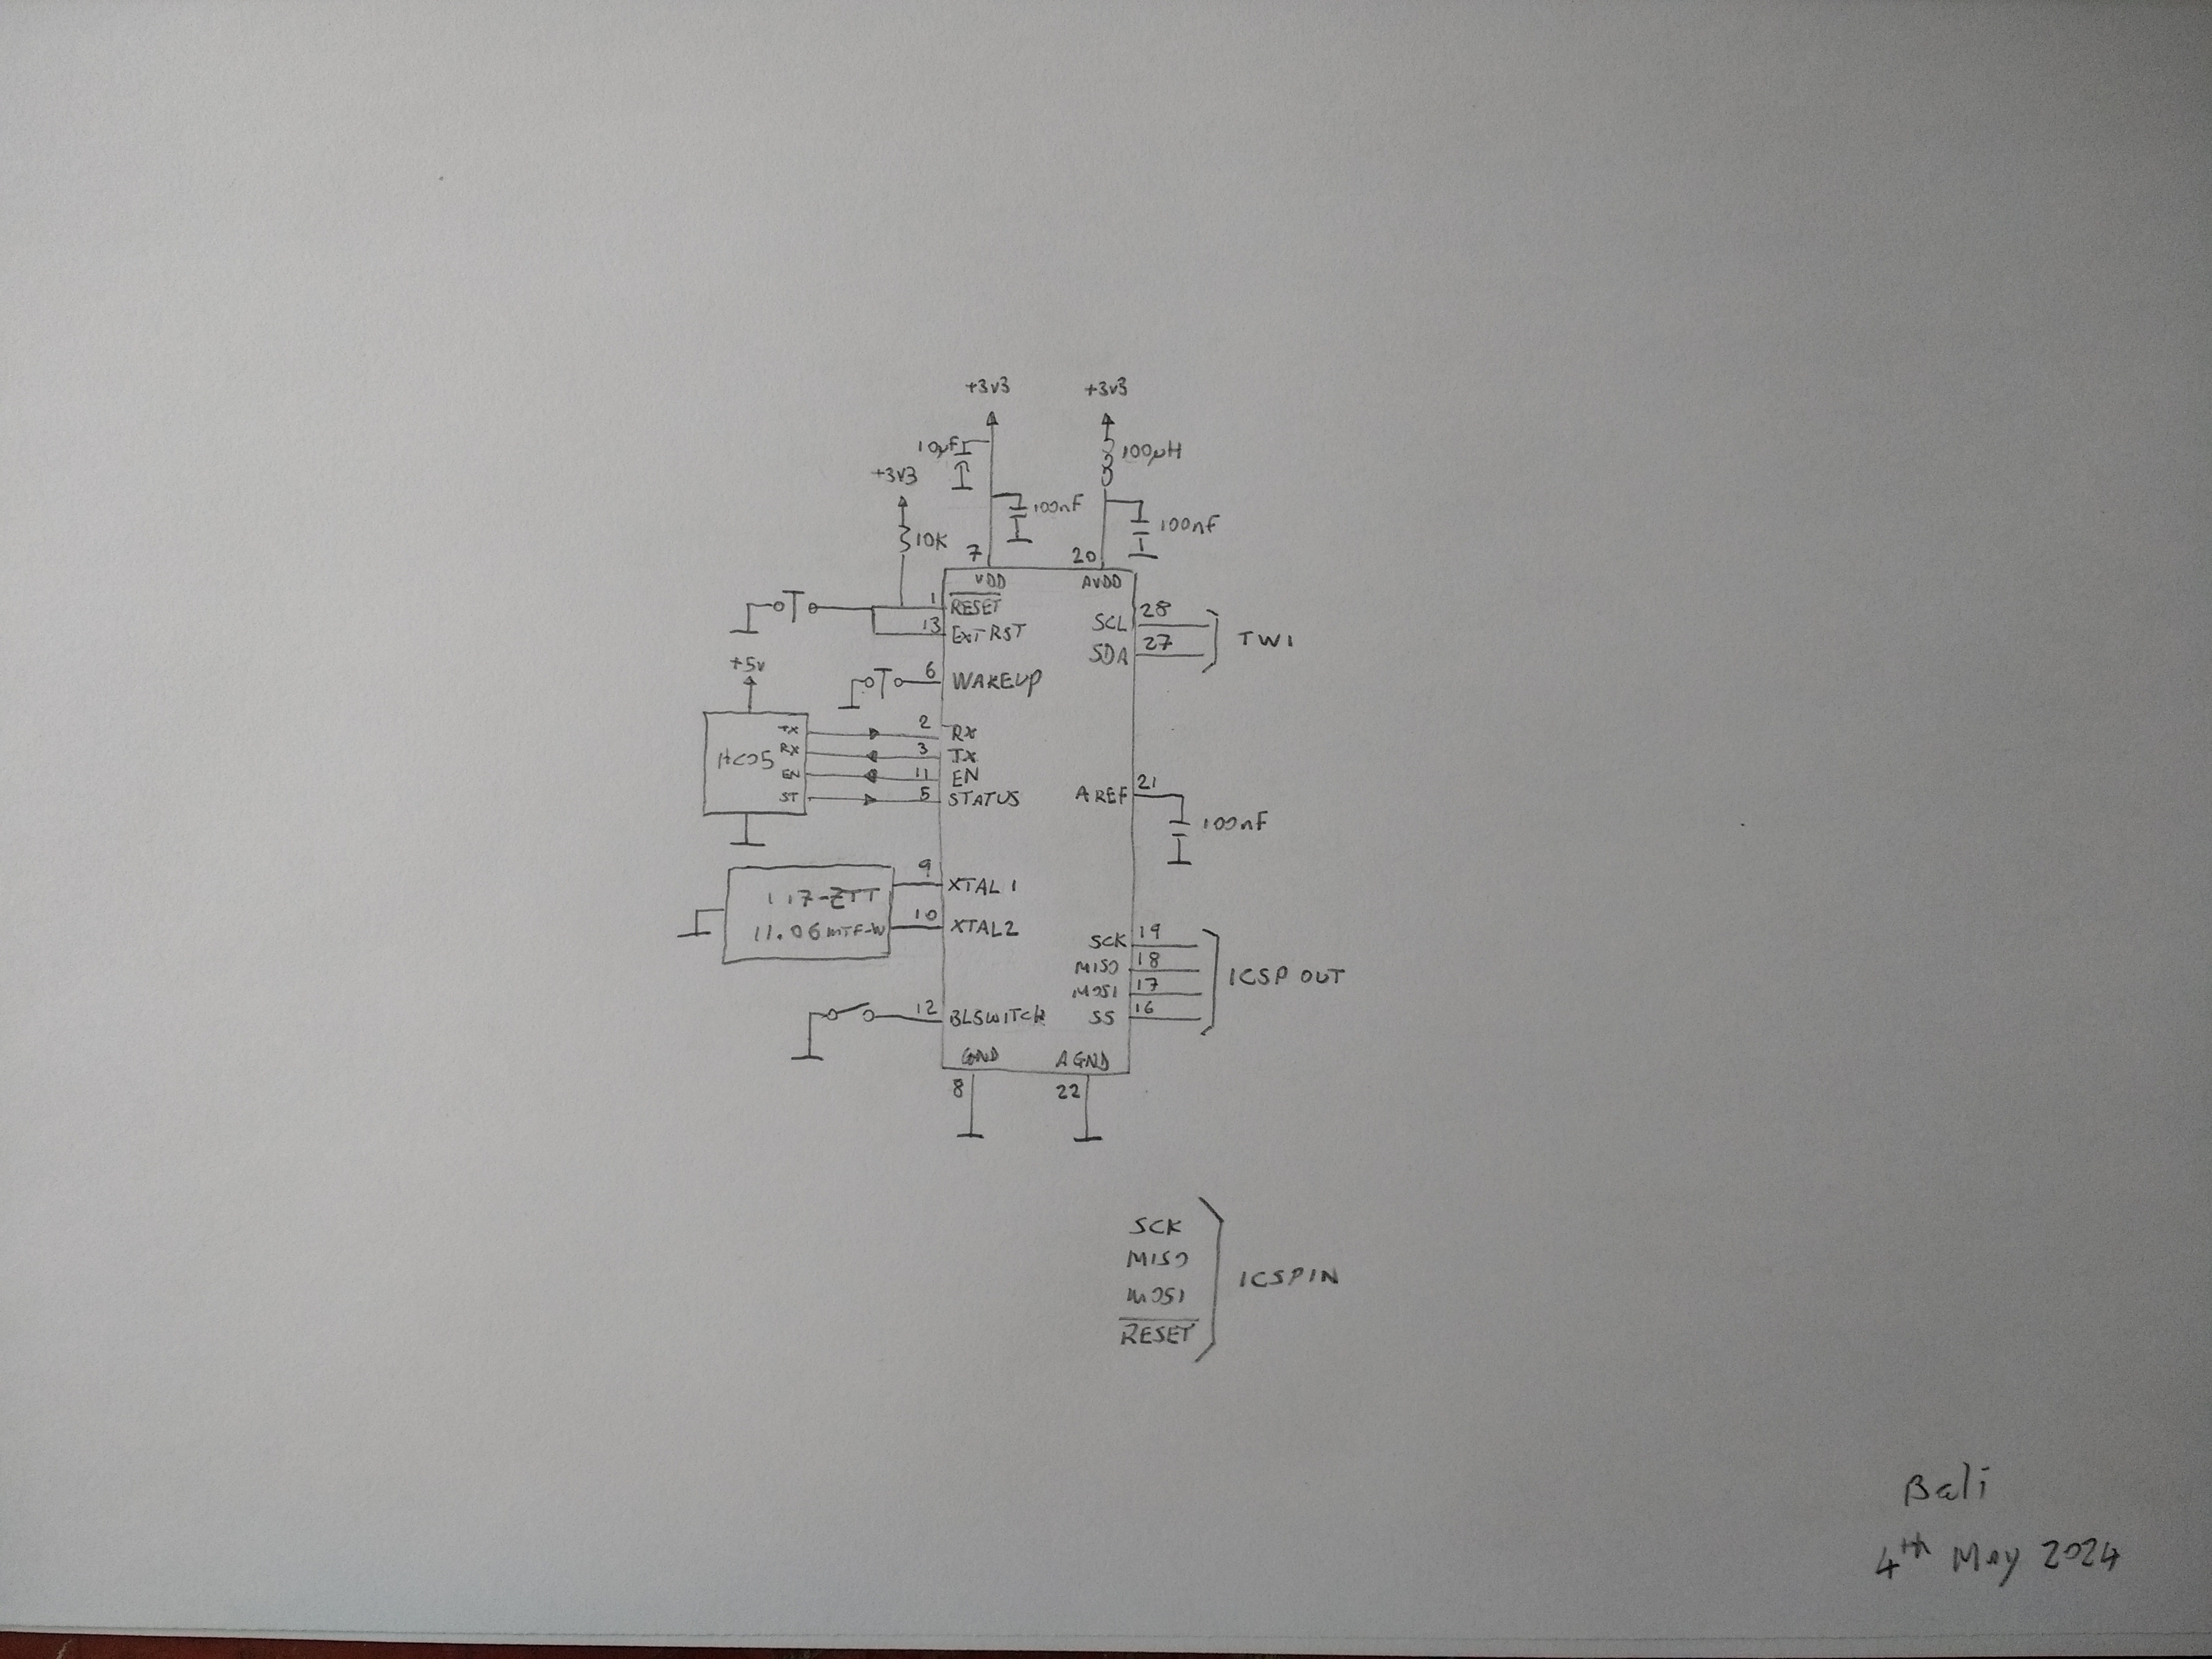 +3v3
+3v3
10µF
100µH
+3v3
100nF
100nF
10K
7
20
VDD
AVDD
1
RESET
28
SCL
13
EXTRST
27
SDA
TWI
+5v
6
WAKEUP
TX
2
RX
HC05
RX
3
TX
EN
11
EN
ST
5
STATUS
21
AREF
100nF
9
XTAL1
117-ZTT
10
XTAL2
11.06MTF-W
19
SCK
18
MISO
17
MOSI
16
SS
ICSP OUT
12
BLSWITCH
GND
AGND
8
22
SCK
MISO
MOSI
RESET
ICSPIN
Bali
4th May 2024